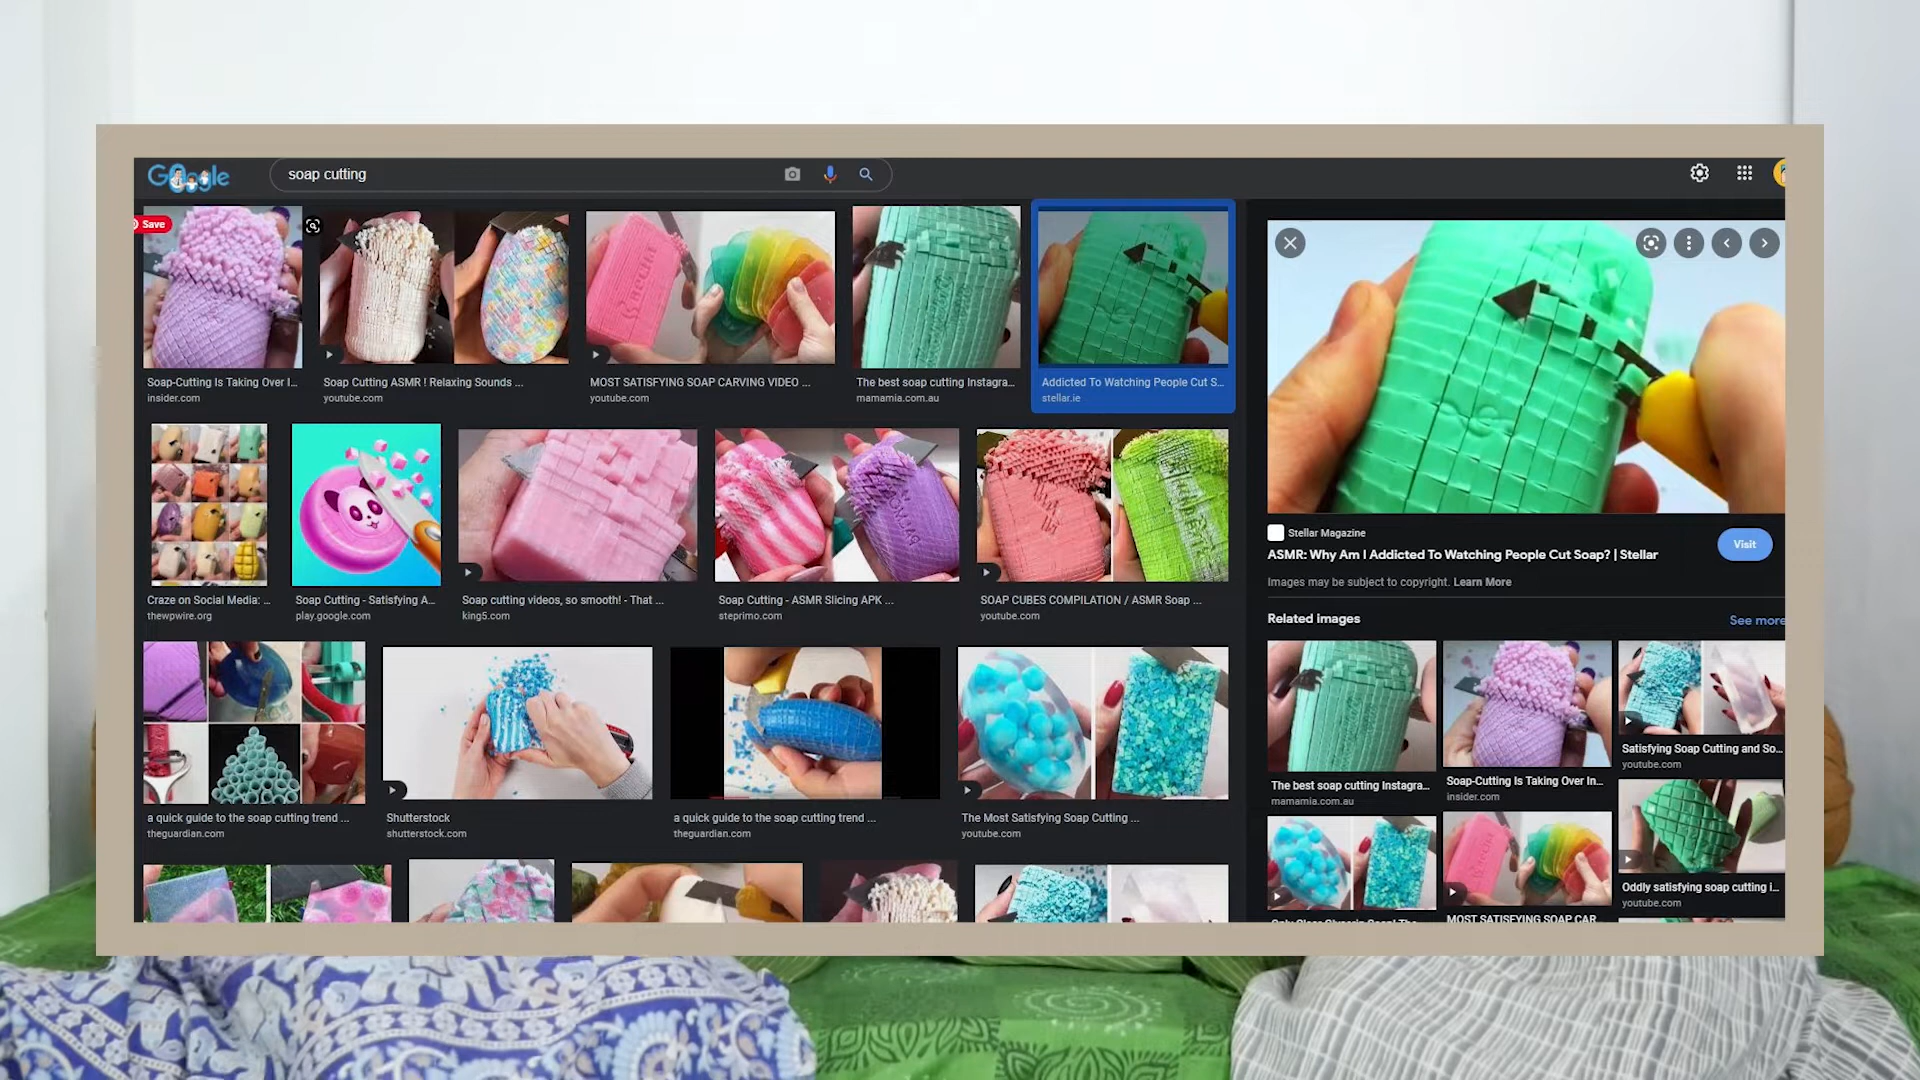 Google
soap cutting
Save
Soap-Cutting Is Taking Over I...
insider.com
Soap Cutting ASMR ! Relaxing Sounds ...
youtube.com
MOST SATISFYING SOAP CARVING VIDEO ...
youtube.com
The best soap cutting Instagra...
mamamia.com.au
Addicted To Watching People Cut S...
stellar.ie
Craze on Social Media: ...
thewpwire.org
Soap Cutting - Satisfying A...
play.google.com
Soap cutting videos, so smooth! - That ...
king5.com
Soap Cutting - ASMR Slicing APK ...
steprimo.com
SOAP CUBES COMPILATION / ASMR Soap ...
youtube.com
a quick guide to the soap cutting trend ...
theguardian.com
Shutterstock
shutterstock.com
a quick guide to the soap cutting trend ...
theguardian.com
The Most Satisfying Soap Cutting ...
youtube.com
Stellar Magazine
ASMR: Why Am I Addicted To Watching People Cut Soap? | Stellar
Visit
Images may be subject to copyright. Learn More
Related images
See more
The best soap cutting Instagra...
mamamia.com.au
Soap-Cutting Is Taking Over In...
insider.com
Satisfying Soap Cutting and So...
youtube.com
Oddly satisfying soap cutting i...
youtube.com
MOST SATISFYING SOAP CAR